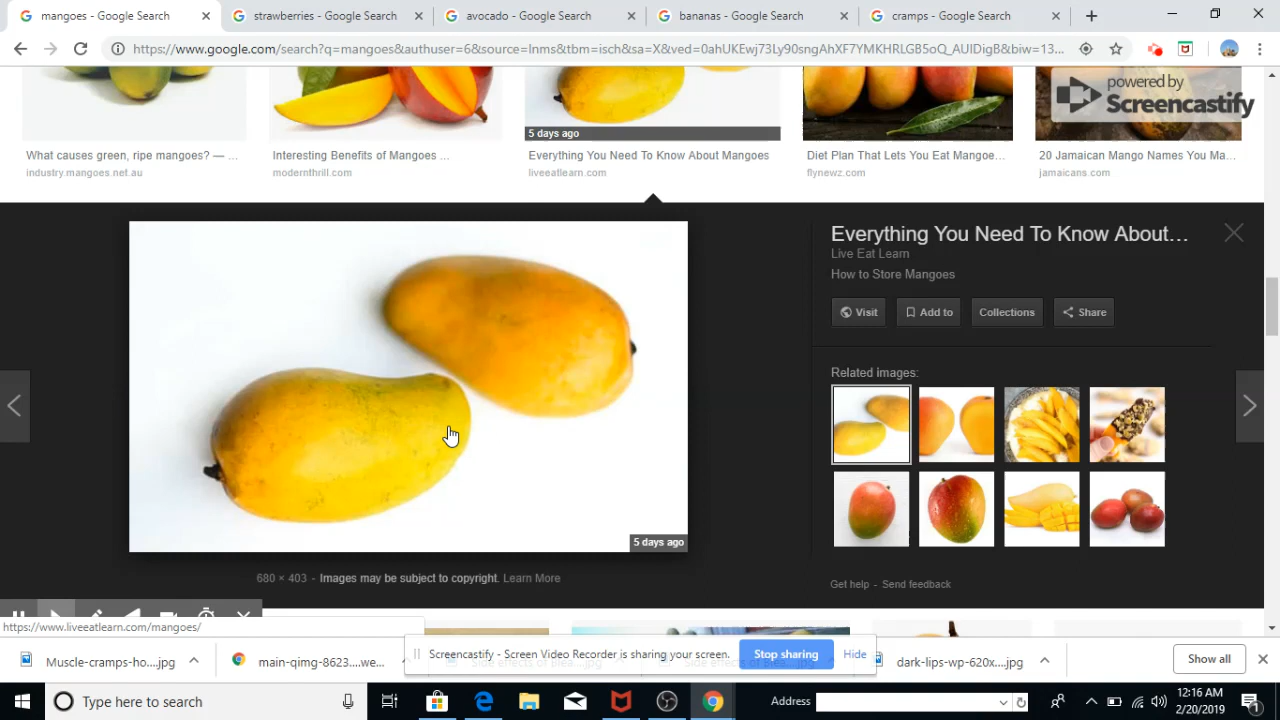 mangoes - Google Search
strawberries - Google Search
avocado - Google Search
bananas - Google Search
cramps - Google Search
https://www.google.com/search?q=mangoes&authuser=6&source=lnms&tbm=isch&sa=X&ved=0ahUKEwj73Ly90sngAhXF7YMKHRLGB5oQ_AUIDigB&biw=13...
powered by
Screencastify
5 days ago
What causes green, ripe mangoes? — ...
Interesting Benefits of Mangoes ...
Everything You Need To Know About Mangoes
Diet Plan That Lets You Eat Mangoe...
20 Jamaican Mango Names You Ma...
industry.mangoes.net.au
modernthrill.com
liveeatlearn.com
flynewz.com
jamaicans.com
Everything You Need To Know About...
Live Eat Learn
How to Store Mangoes
Visit
Add to
Collections
Share
Related images:
5 days ago
680 × 403 - Images may be subject to copyright. Learn More
Get help - Send feedback
https://www.liveeatlearn.com/mangoes/
Muscle-cramps-ho....jpg
main-qimg-8623....we...
Screencastify - Screen Video Recorder is sharing your screen.
Stop sharing
Hide
dark-lips-wp-620x....jpg
Show all
Type here to search
Address
12:16 AM
2/20/2019
1